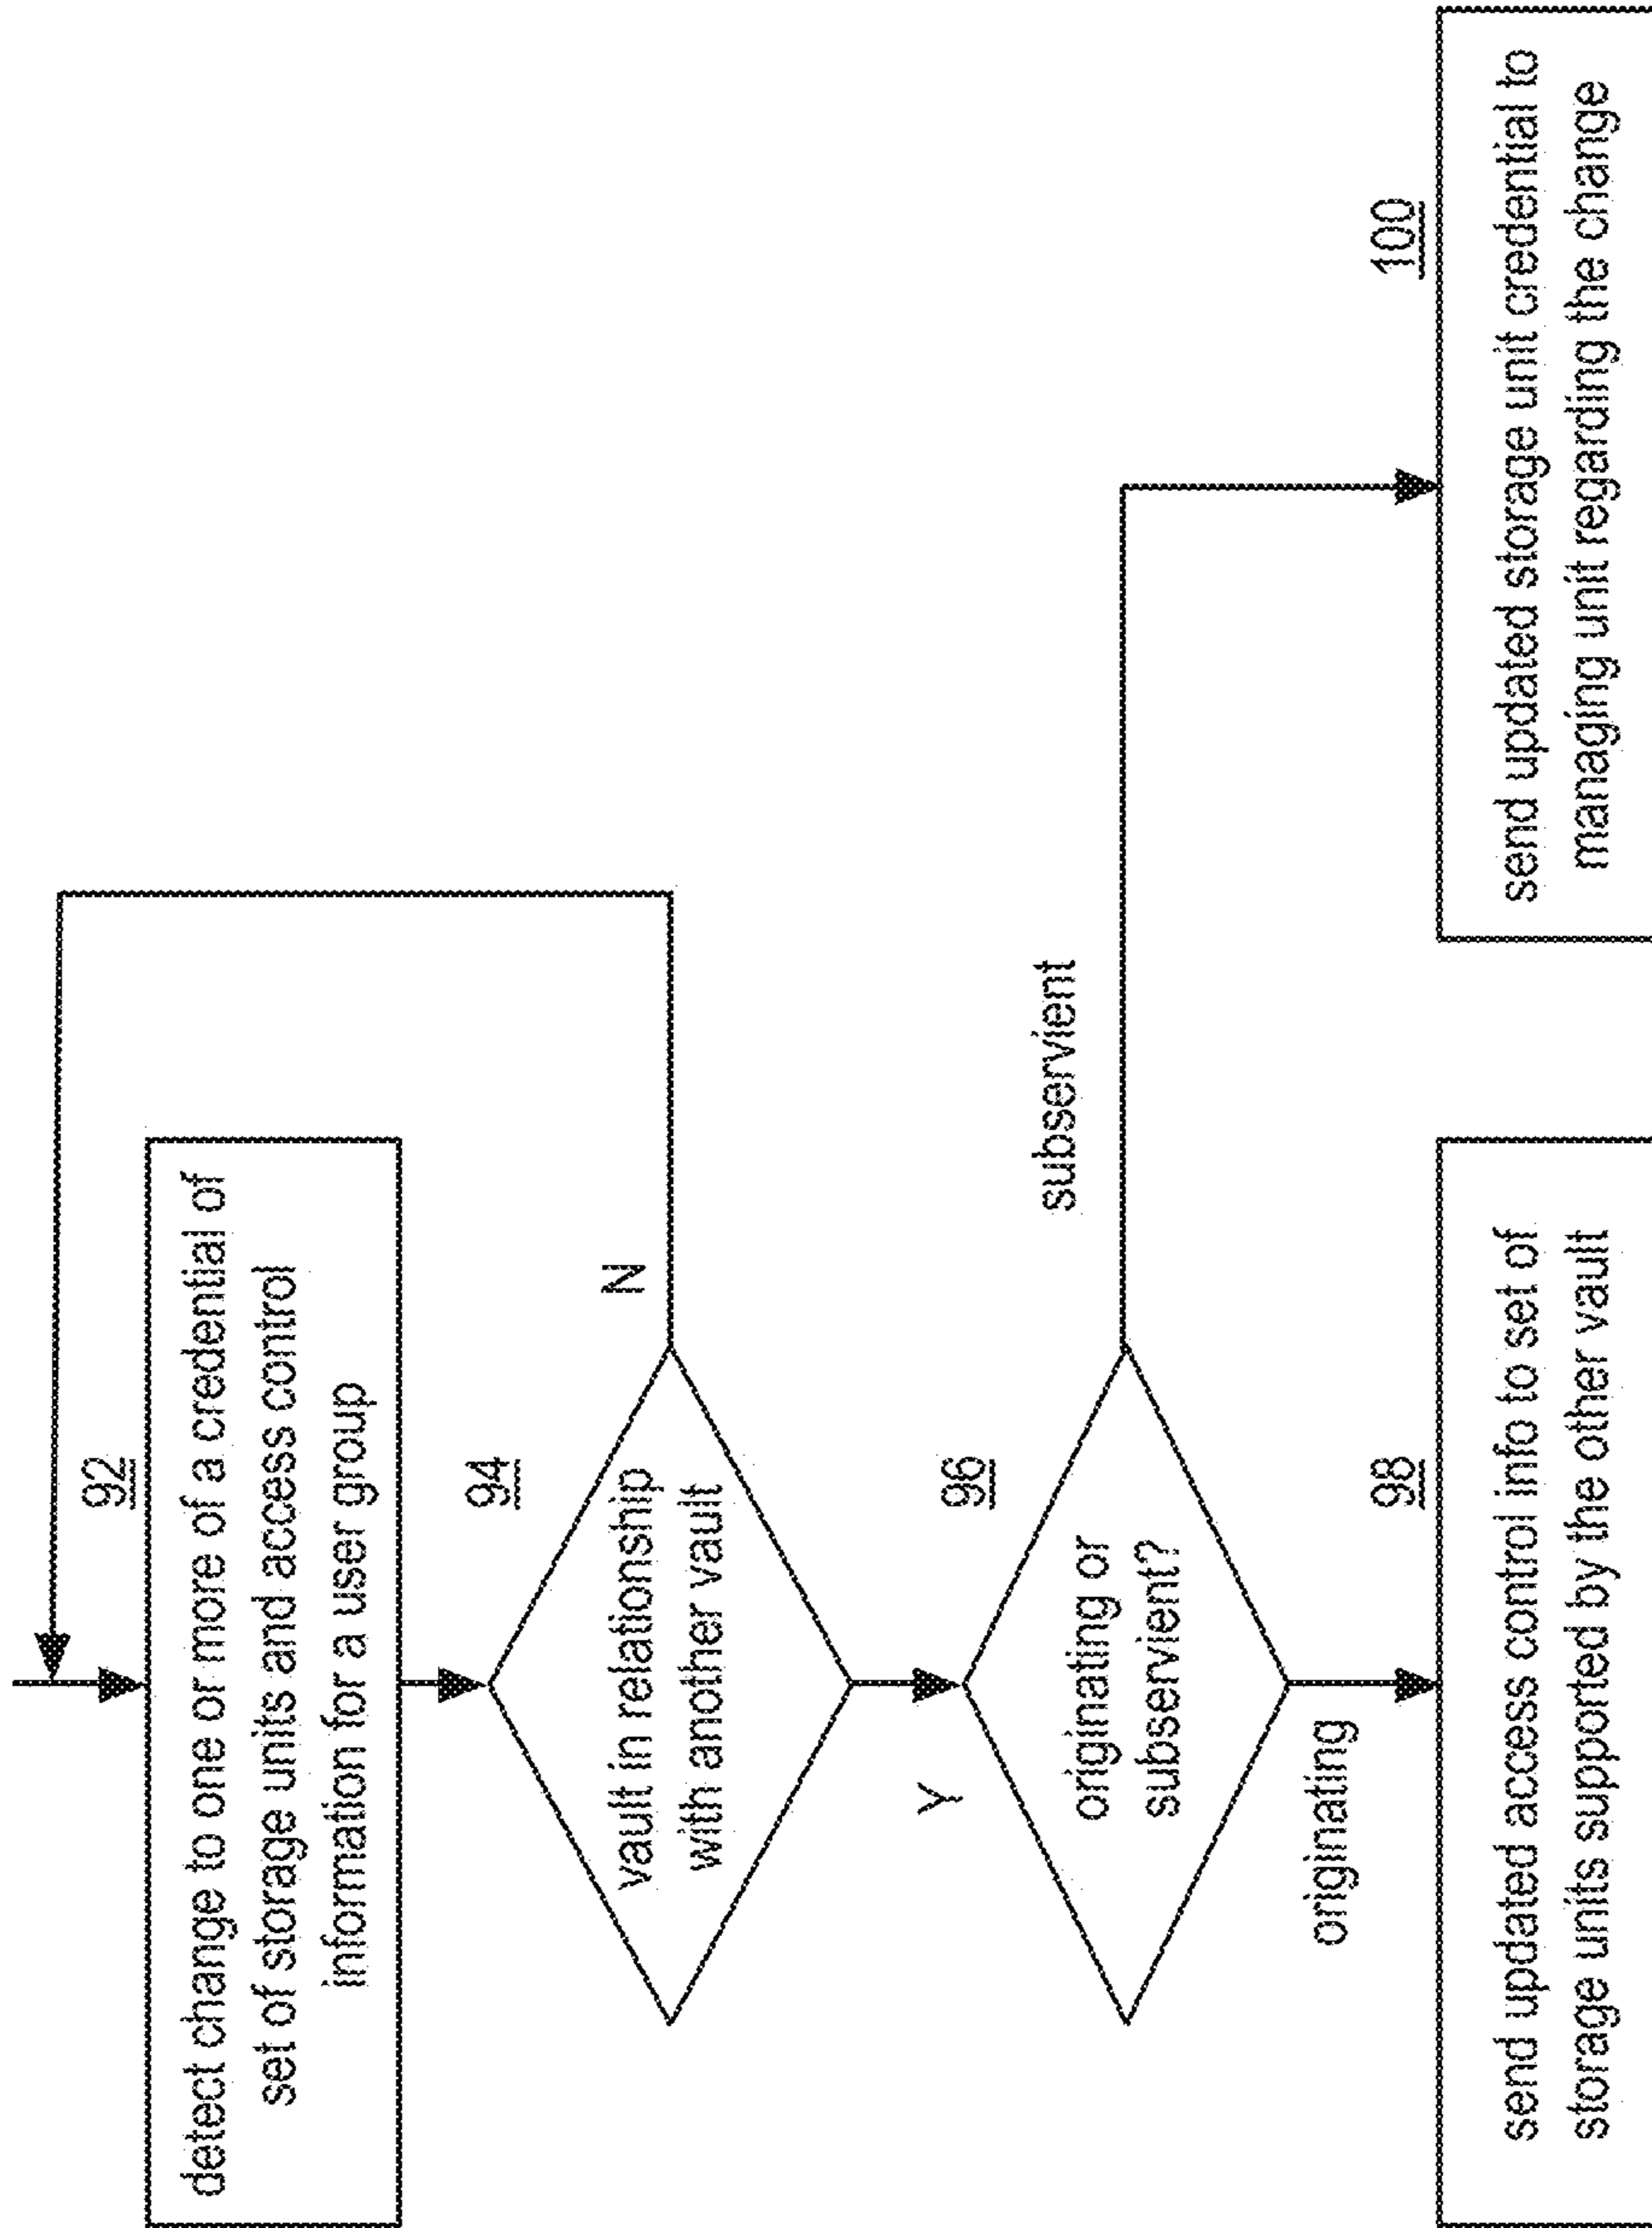 92
detect change to one or more of a credential of
set of storage units and access control
information for a user group
94
N
vault in relationship
with another vault
Y
96
originating or
subservient?
subservient
originating
98
send updated access control info to set of
storage units supported by the other vault
100
send updated storage unit credential to
managing unit regarding the change